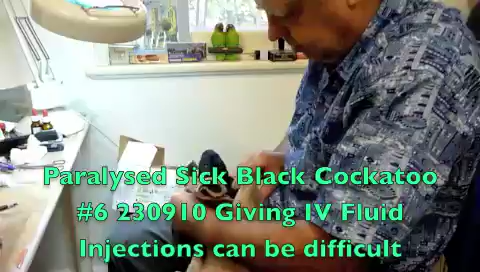 Paralysed Sick Black Cockatoo
#6 230910 Giving IV Fluid
Injections can be difficult